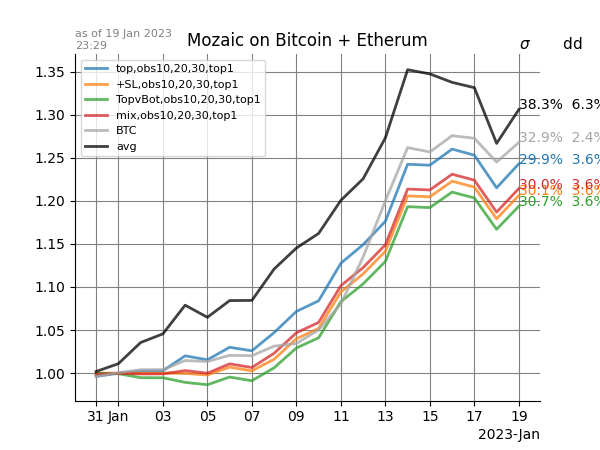 as of 19 Jan 2023
23:29
Mozaic on Bitcoin + Etherum
σ dd
top,obs10,20,30,top1
+SL,obs10,20,30,top1
TopvBot,obs10,20,30,top1
mix,obs10,20,30,top1
BTC
avg
1.35
1.30
1.25
1.20
1.15
1.10
1.05
1.00
38.3% 6.3%
32.9% 2.4%
29.9% 3.6%
30.0% 3.6%
30.7% 3.6%
31 Jan 03 05 07 09 11 13 15 17 19
2023-Jan